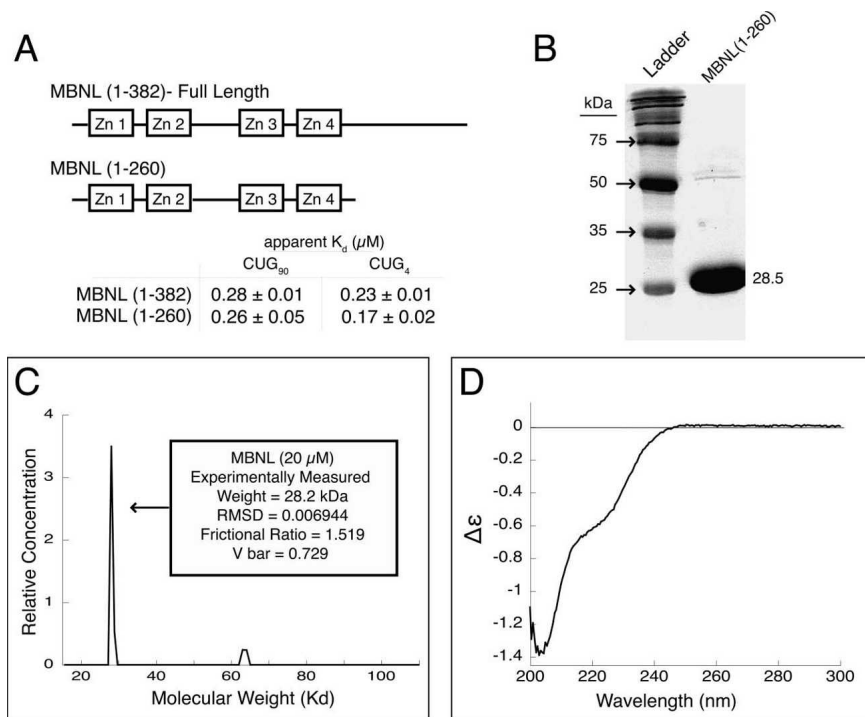 A
MBNL (1-382)- Full Length
Zn 1 Zn 2 Zn 3 Zn 4
MBNL (1-260)
Zn 1 Zn 2 Zn 3 Zn 4
apparent Kd (µM)
CUG90 CUG4
MBNL (1-382) 0.28 ± 0.01 0.23 ± 0.01
MBNL (1-260) 0.26 ± 0.05 0.17 ± 0.02
B
Ladder
MBNL(1-260)
kDa
75
50
35
25
28.5
C
4
3
2
1
0
Relative Concentration
MBNL (20 µM)
Experimentally Measured
Weight = 28.2 kDa
RMSD = 0.006944
Frictional Ratio = 1.519
V bar = 0.729
20 40 60 80 100
Molecular Weight (Kd)
D
0
-0.2
-0.4
-0.6
-0.8
-1
-1.2
-1.4
Δε
200 220 240 260 280 300
Wavelength (nm)